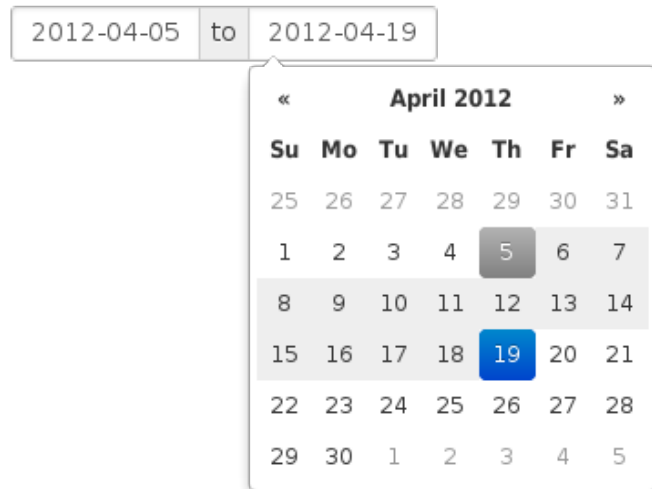 2012-04-05 to 2012-04-19
« April 2012 »
Su Mo Tu We Th Fr Sa
25 26 27 28 29 30 31
1 2 3 4 5 6 7
8 9 10 11 12 13 14
15 16 17 18 19 20 21
22 23 24 25 26 27 28
29 30 1 2 3 4 5